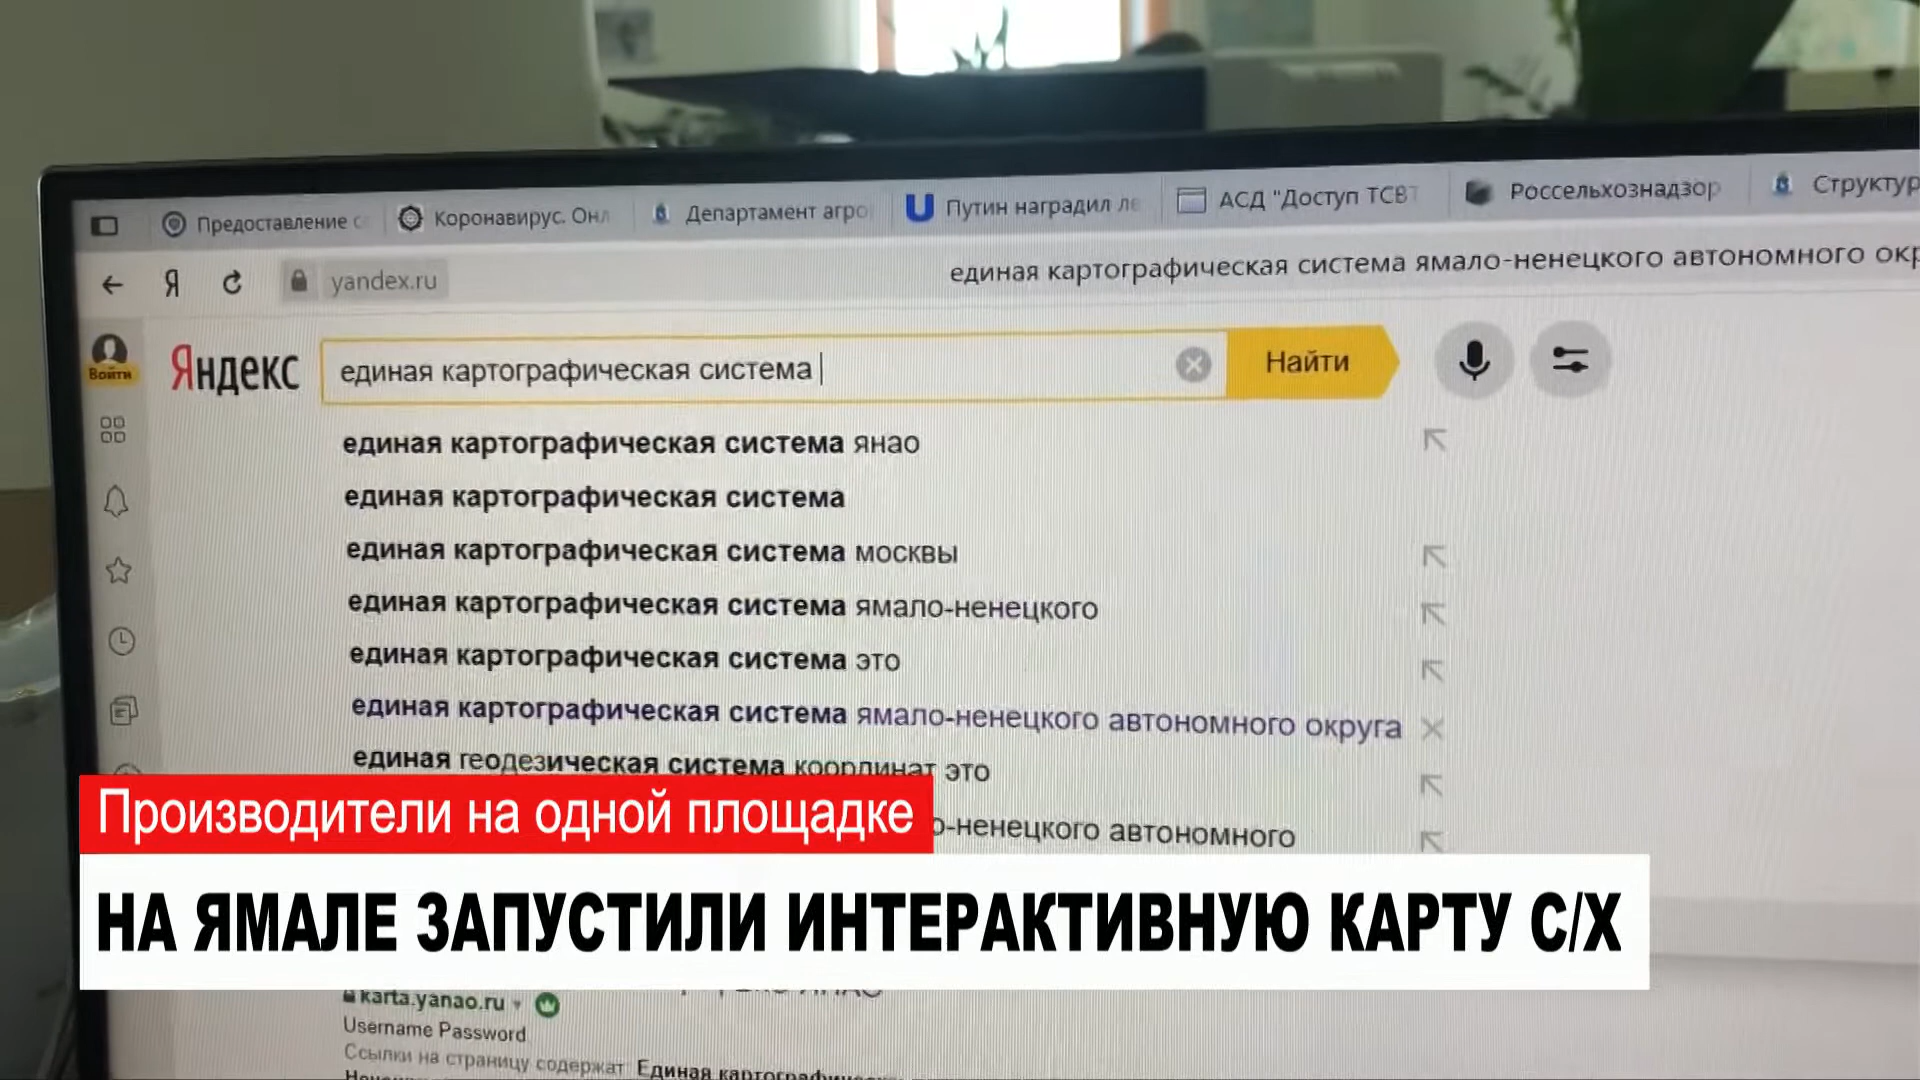 Предоставление
Коронавирус. Онл
Департамент агро
Путин наградил ле
АСД "Доступ ТСВТ
Россельхознадзор
Структур
Я
yandex.ru
единая картографическая система ямало-ненецкого автономного окр
Войти
Яндекс
единая картографическая система
Найти
единая картографическая система янао
единая картографическая система
единая картографическая система москвы
единая картографическая система ямало-ненецкого
единая картографическая система это
единая картографическая система ямало-ненецкого автономного округа
единая геодезическая система координат это
о-ненецкого автономного
Производители на одной площадке
НА ЯМАЛЕ ЗАПУСТИЛИ ИНТЕРАКТИВНУЮ КАРТУ С/Х
karta.yanao.ru
Username Password
Ссылки на страницу содержат: Единая картографическ